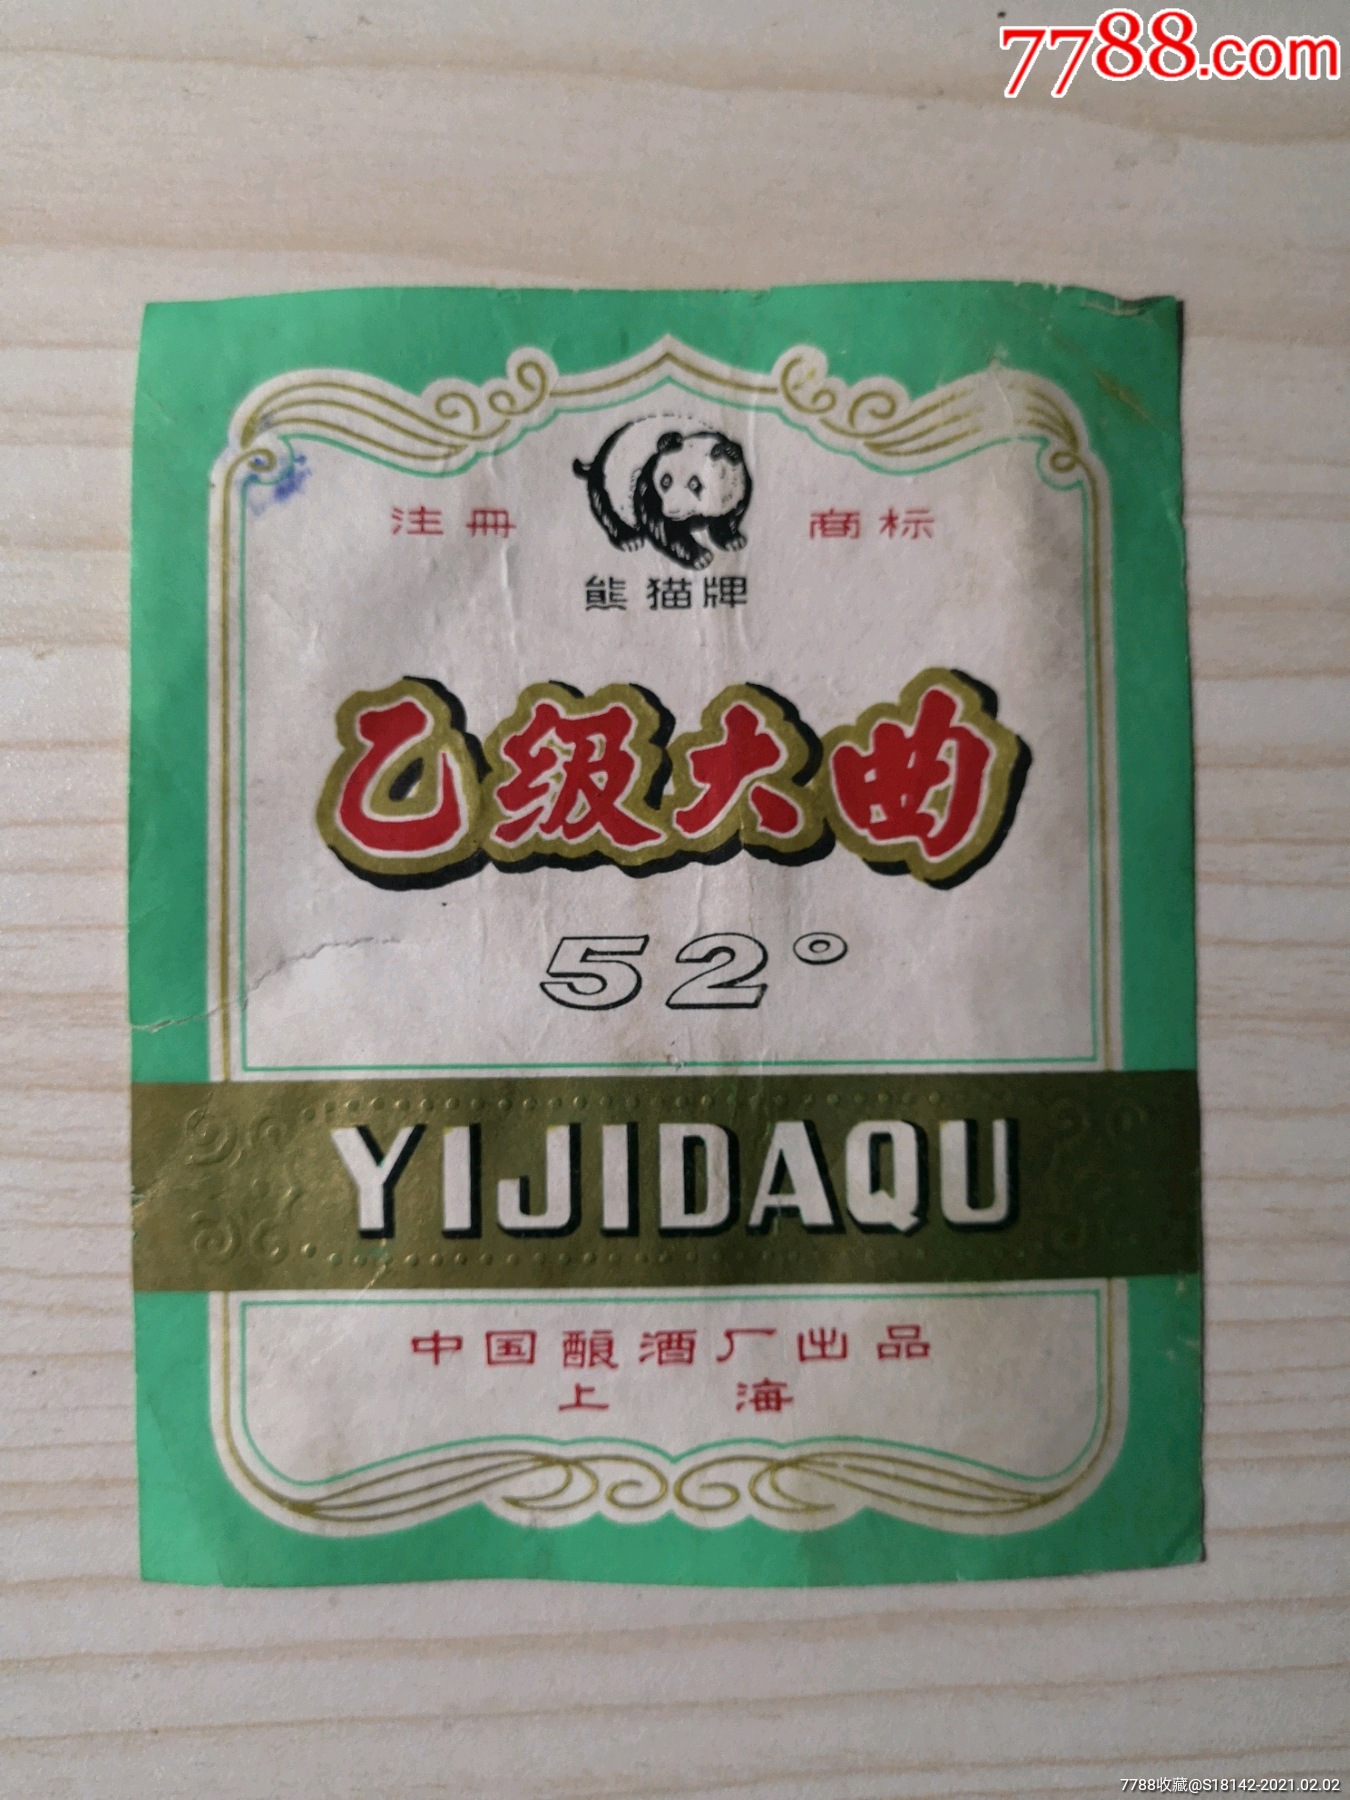 7788.com
注冊 商标
熊猫牌
乙级大曲
52°
YIJIDAQU
中国酿酒厂出品
上海
7788收藏@S18142-2021.02.02